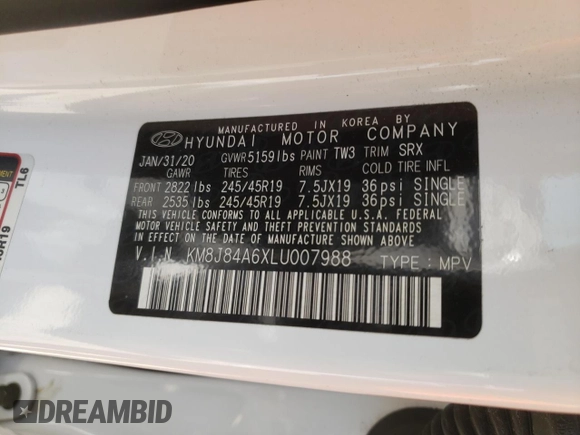 MANUFACTURED IN KOREA BY
HYUNDAI MOTOR COMPANY
JAN/31/20 GVWR 5159 lbs PAINT TW3 TRIM SRX
GAWR TIRES RIMS COLD TIRE INFL
FRONT 2822 lbs 245/45R19 7.5JX19 36psi SINGLE
REAR 2535 lbs 245/45R19 7.5JX19 36psi SINGLE
THIS VEHICLE CONFORMS TO ALL APPLICABLE U.S.A. FEDERAL
MOTOR VEHICLE SAFETY AND THEFT PREVENTION STANDARDS
IN EFFECT ON THE DATE OF MANUFACTURE SHOWN ABOVE.
V.I.N. KM8J84A6XLU007988 TYPE : MPV
TL6
DREAMBID